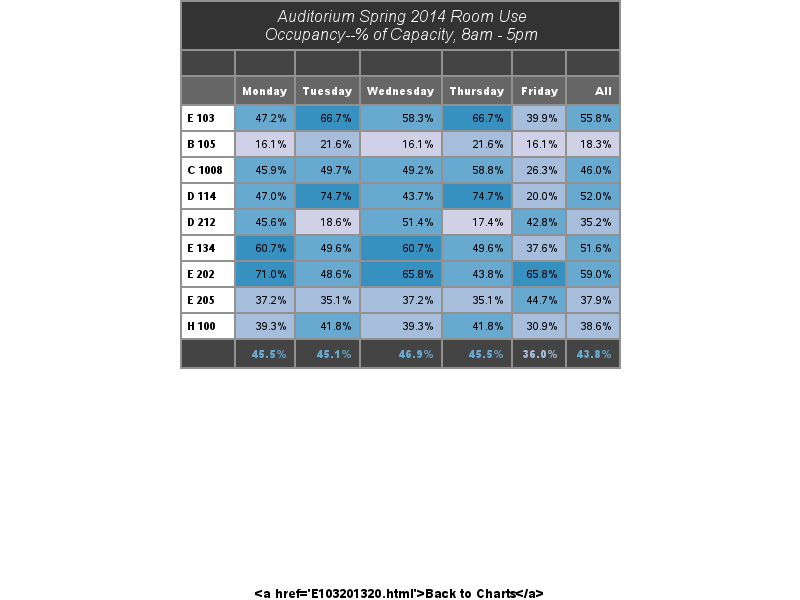 Auditorium Spring 2014 Room Use
Occupancy--% of Capacity, 8am - 5pm
Monday Tuesday Wednesday Thursday Friday All
E 103 47.2% 66.7% 58.3% 66.7% 39.9% 55.8%
B 105 16.1% 21.6% 16.1% 21.6% 16.1% 18.3%
C 1008 45.9% 49.7% 49.2% 58.8% 26.3% 46.0%
D 114 47.0% 74.7% 43.7% 74.7% 20.0% 52.0%
D 212 45.6% 18.6% 51.4% 17.4% 42.8% 35.2%
E 134 60.7% 49.6% 60.7% 49.6% 37.6% 51.6%
E 202 71.0% 48.6% 65.8% 43.8% 65.8% 59.0%
E 205 37.2% 35.1% 37.2% 35.1% 44.7% 37.9%
H 100 39.3% 41.8% 39.3% 41.8% 30.9% 38.6%
45.5% 45.1% 46.9% 45.5% 36.0% 43.8%
<a href='E103201320.html'>Back to Charts</a>